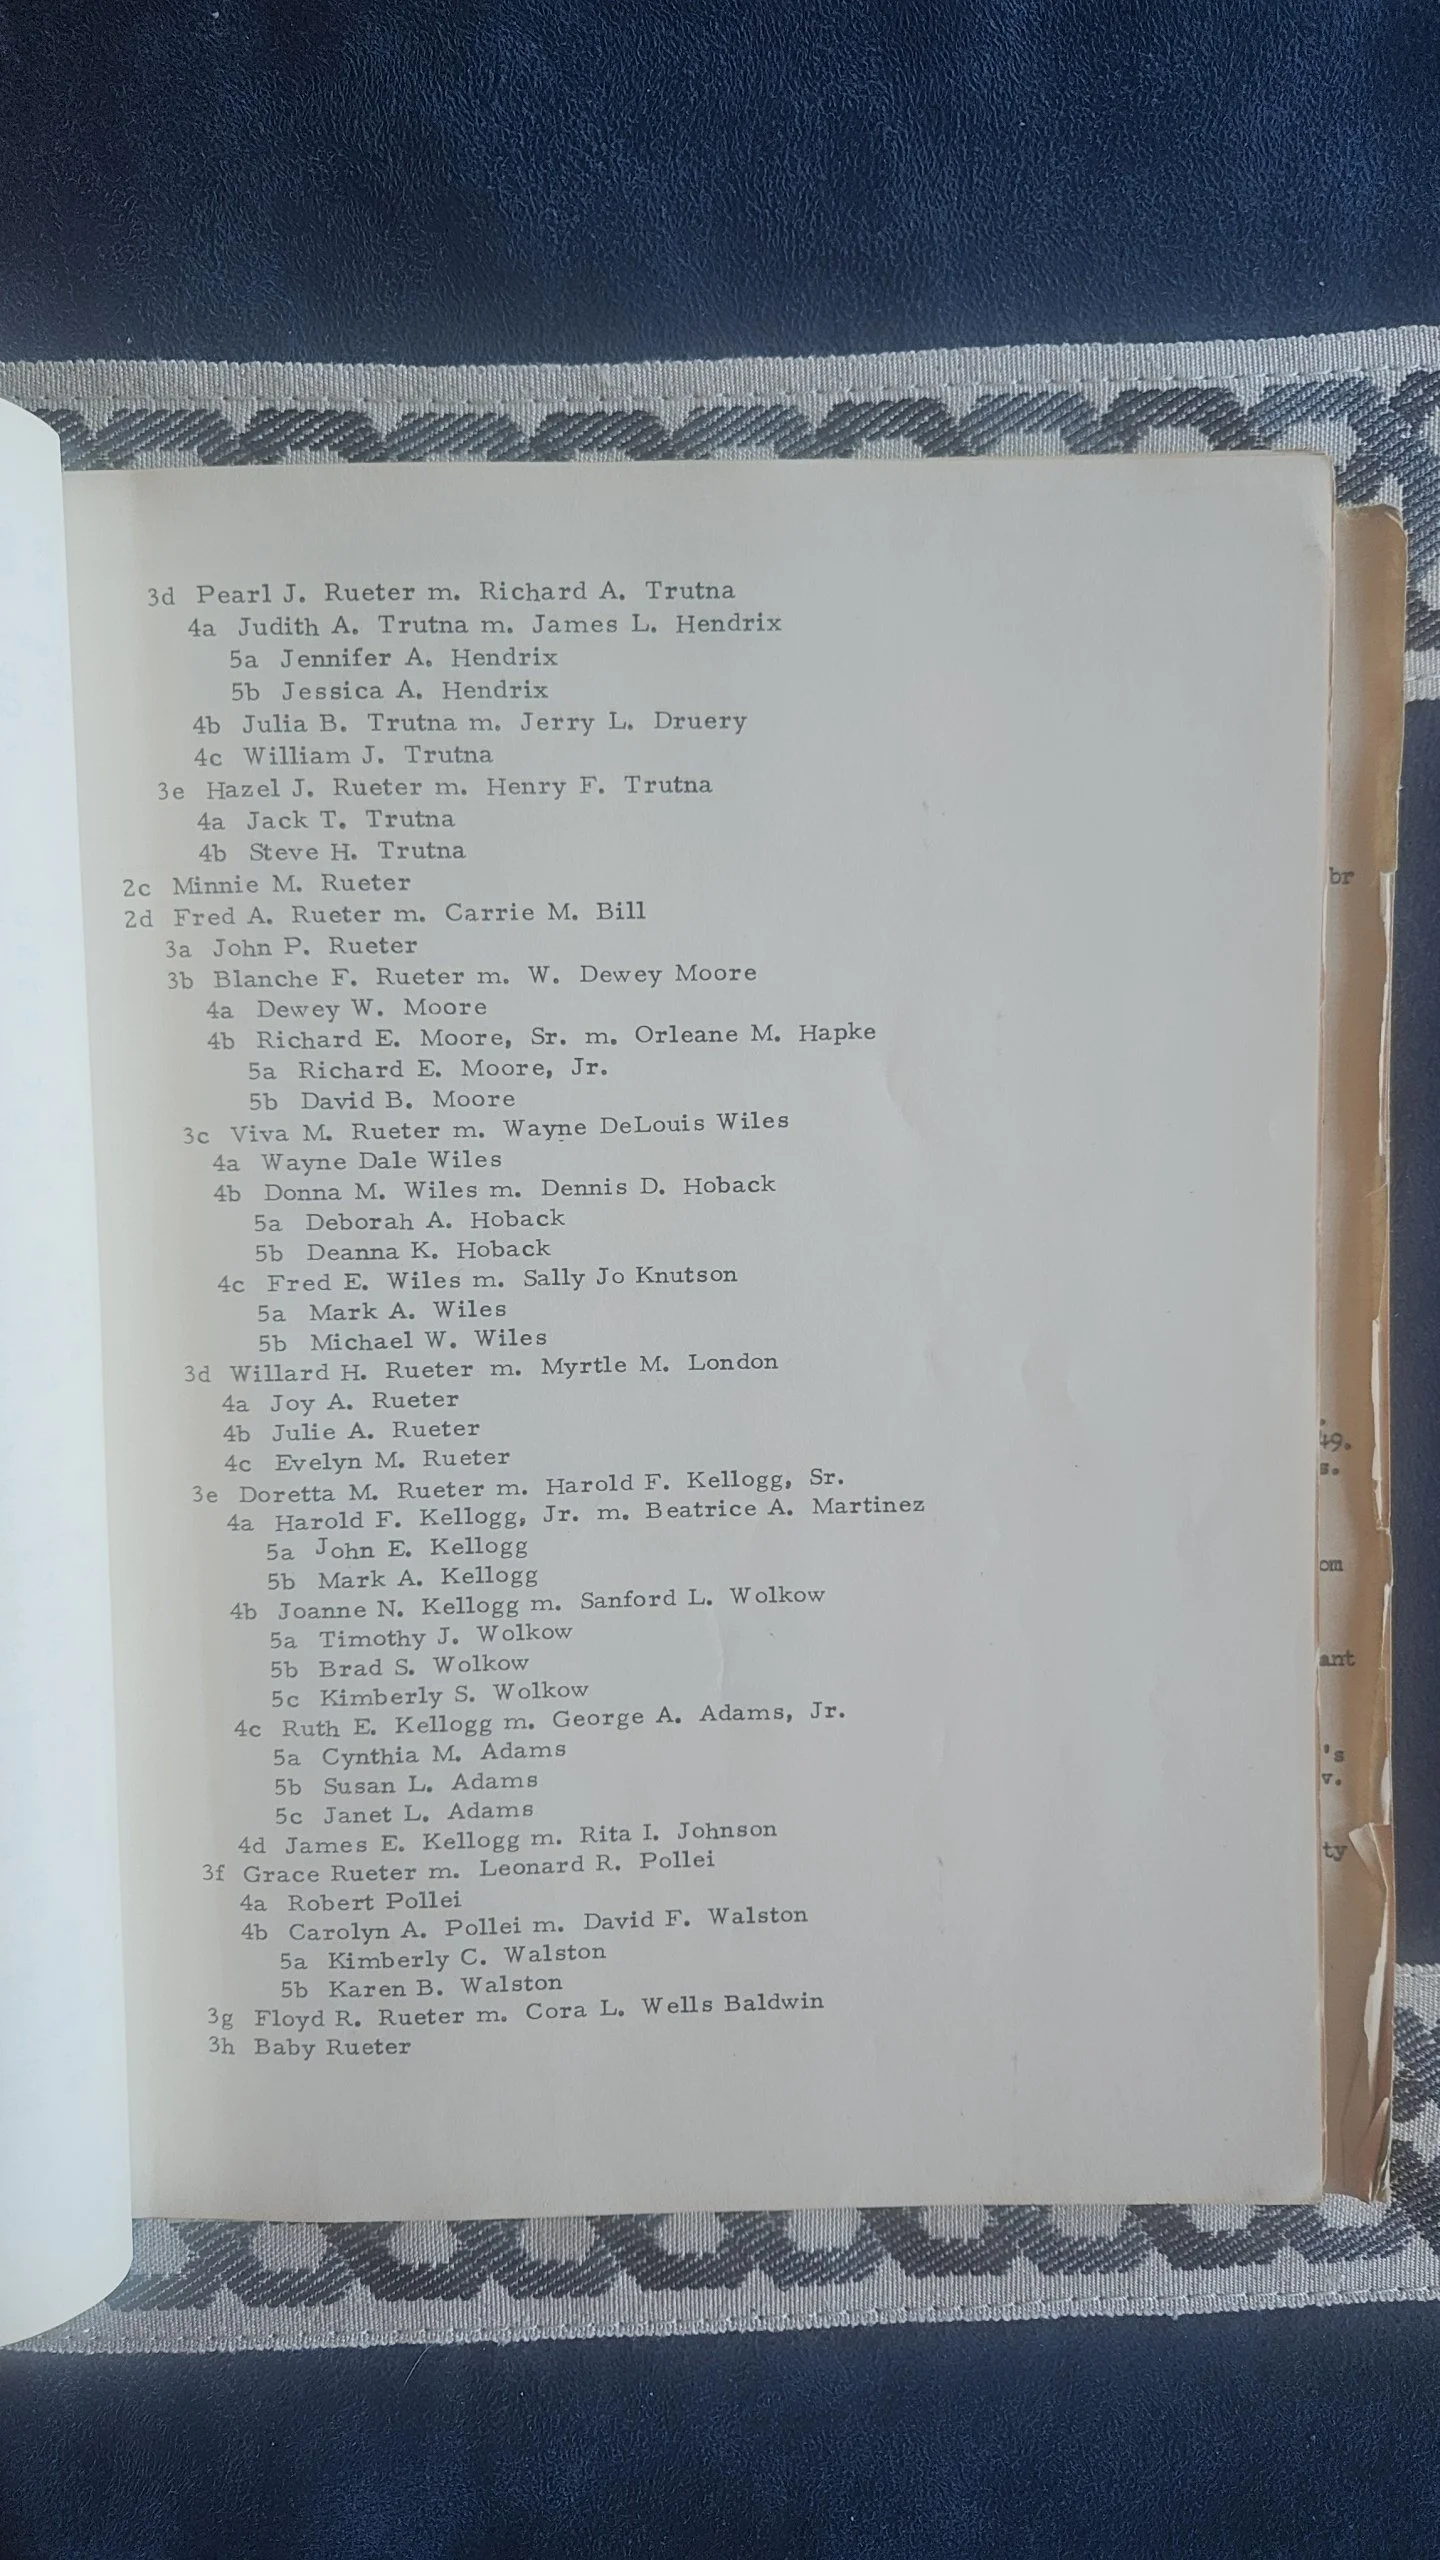 3d Pearl J. Rueter m. Richard A. Trutna
4a Judith A. Trutna m. James L. Hendrix
5a Jennifer A. Hendrix
5b Jessica A. Hendrix
4b Julia B. Trutna m. Jerry L. Druery
4c William J. Trutna
3e Hazel J. Rueter m. Henry F. Trutna
4a Jack T. Trutna
4b Steve H. Trutna
2c Minnie M. Rueter
2d Fred A. Rueter m. Carrie M. Bill
3a John P. Rueter
3b Blanche F. Rueter m. W. Dewey Moore
4a Dewey W. Moore
4b Richard E. Moore, Sr. m. Orleane M. Hapke
5a Richard E. Moore, Jr.
5b David B. Moore
3c Viva M. Rueter m. Wayne DeLouis Wiles
4a Wayne Dale Wiles
4b Donna M. Wiles m. Dennis D. Hoback
5a Deborah A. Hoback
5b Deanna K. Hoback
4c Fred E. Wiles m. Sally Jo Knutson
5a Mark A. Wiles
5b Michael W. Wiles
3d Willard H. Rueter m. Myrtle M. London
4a Joy A. Rueter
4b Julie A. Rueter
4c Evelyn M. Rueter
3e Doretta M. Rueter m. Harold F. Kellogg, Sr.
4a Harold F. Kellogg, Jr. m. Beatrice A. Martinez
5a John E. Kellogg
5b Mark A. Kellogg
4b Joanne N. Kellogg m. Sanford L. Wolkow
5a Timothy J. Wolkow
5b Brad S. Wolkow
5c Kimberly S. Wolkow
4c Ruth E. Kellogg m. George A. Adams, Jr.
5a Cynthia M. Adams
5b Susan L. Adams
5c Janet L. Adams
4d James E. Kellogg m. Rita I. Johnson
3f Grace Rueter m. Leonard R. Pollei
4a Robert Pollei
4b Carolyn A. Pollei m. David F. Walston
5a Kimberly C. Walston
5b Karen B. Walston
3g Floyd R. Rueter m. Cora L. Wells Baldwin
3h Baby Rueter
br
49.
s.
om
ant
's
v.
ty